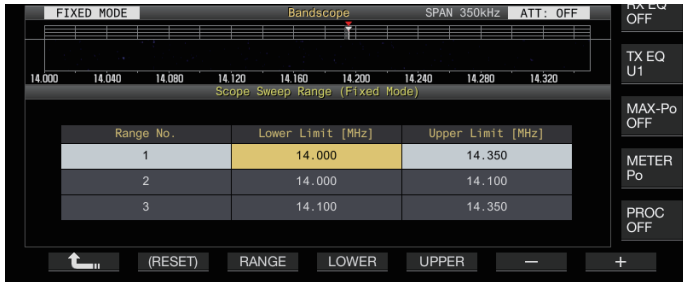 FIXED MODE Bandscope SPAN 350kHz ATT: OFF
14.000 14.040 14.080 14.120 14.160 14.200 14.240 14.280 14.320
Scope Sweep Range (Fixed Mode)
Range No. Lower Limit [MHz] Upper Limit [MHz]
1 14.000 14.350
2 14.000 14.100
3 14.100 14.350
(RESET) RANGE LOWER UPPER — +
RX EQ
OFF
TX EQ
U1
MAX-Po
OFF
METER
Po
PROC
OFF